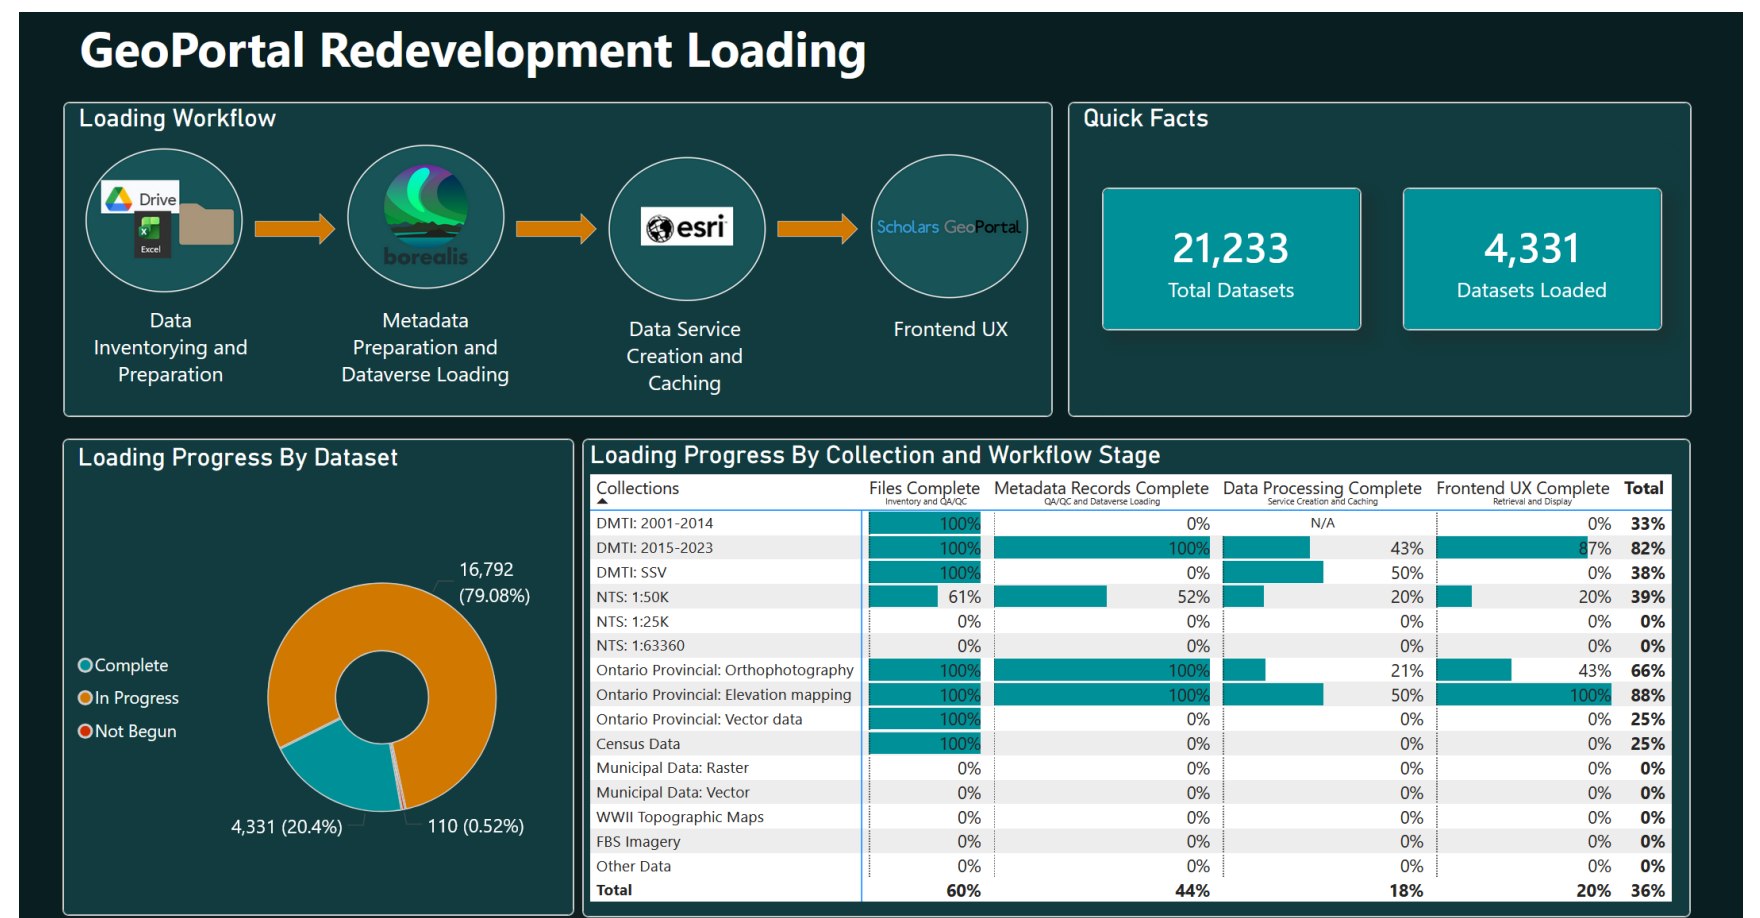 GeoPortal Redevelopment Loading
Loading Workflow
Drive
Excel
borealis
esri
Scholars GeoPortal
Data
Inventorying and
Preparation
Metadata
Preparation and
Dataverse Loading
Data Service
Creation and
Caching
Frontend UX
Quick Facts
21,233
Total Datasets
4,331
Datasets Loaded
Loading Progress By Dataset
16,792
(79.08%)
Complete
In Progress
Not Begun
4,331 (20.4%)
110 (0.52%)
Loading Progress By Collection and Workflow Stage
Collections Files Complete Metadata Records Complete Data Processing Complete Frontend UX Complete Total
Inventory and QA/QC QA/QC and Dataverse Loading Service Creation and Caching Retrieval and Display
DMTI: 2001-2014 100% 0% N/A 0% 33%
DMTI: 2015-2023 100% 100% 43% 87% 82%
DMTI: SSV 100% 0% 50% 0% 38%
NTS: 1:50K 61% 52% 20% 20% 39%
NTS: 1:25K 0% 0% 0% 0% 0%
NTS: 1:63360 0% 0% 0% 0% 0%
Ontario Provincial: Orthophotography 100% 100% 21% 43% 66%
Ontario Provincial: Elevation mapping 100% 100% 50% 100% 88%
Ontario Provincial: Vector data 100% 0% 0% 0% 25%
Census Data 100% 0% 0% 0% 25%
Municipal Data: Raster 0% 0% 0% 0% 0%
Municipal Data: Vector 0% 0% 0% 0% 0%
WWII Topographic Maps 0% 0% 0% 0% 0%
FBS Imagery 0% 0% 0% 0% 0%
Other Data 0% 0% 0% 0% 0%
Total 60% 44% 18% 20% 36%